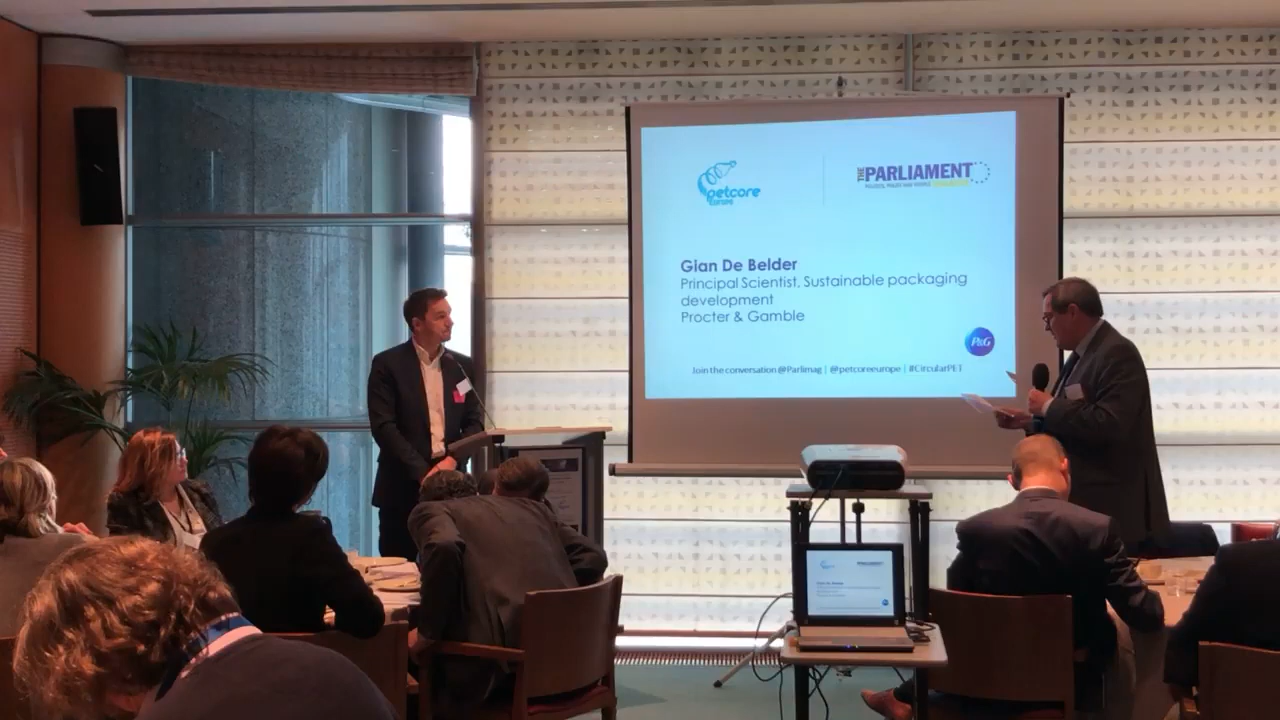 petcore
Europe
THE PARLIAMENT
Gian De Belder
Principal Scientist, Sustainable packaging
development
Procter & Gamble
P&G
Join the conversation @Parlimag | @petcoreeurope | #CircularPET